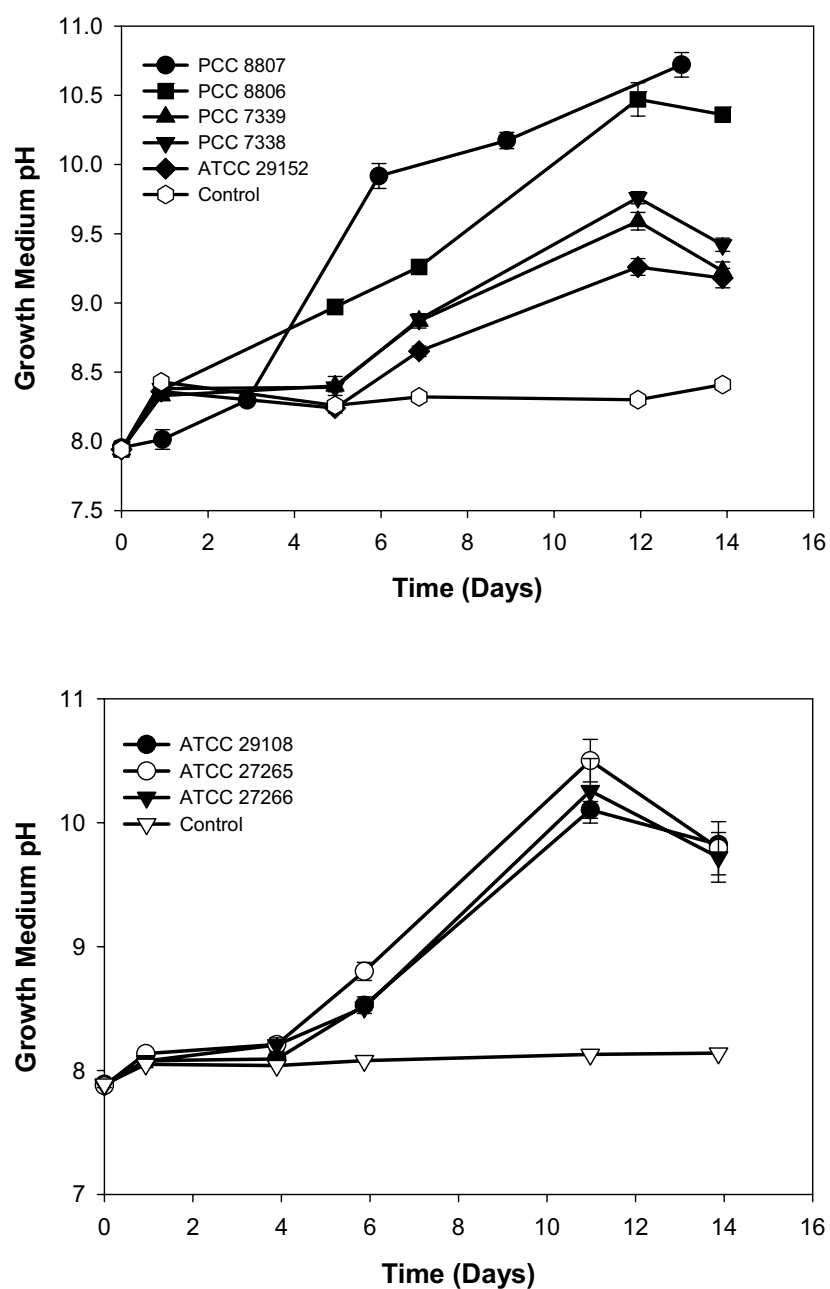 11.0
10.5
10.0
9.5
9.0
8.5
8.0
7.5
Growth Medium pH
PCC 8807
PCC 8806
PCC 7339
PCC 7338
ATCC 29152
Control
0 2 4 6 8 10 12 14 16
Time (Days)
11
10
9
8
7
Growth Medium pH
ATCC 29108
ATCC 27265
ATCC 27266
Control
0 2 4 6 8 10 12 14 16
Time (Days)